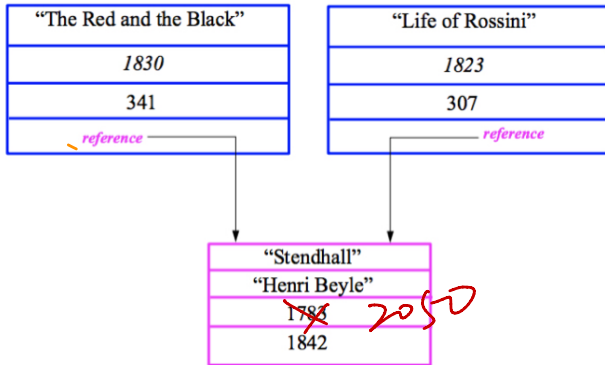 “The Red and the Black”
1830
341
reference
“Life of Rossini”
1823
307
reference
“Stendhall”
“Henri Beyle”
1783 2050
1842